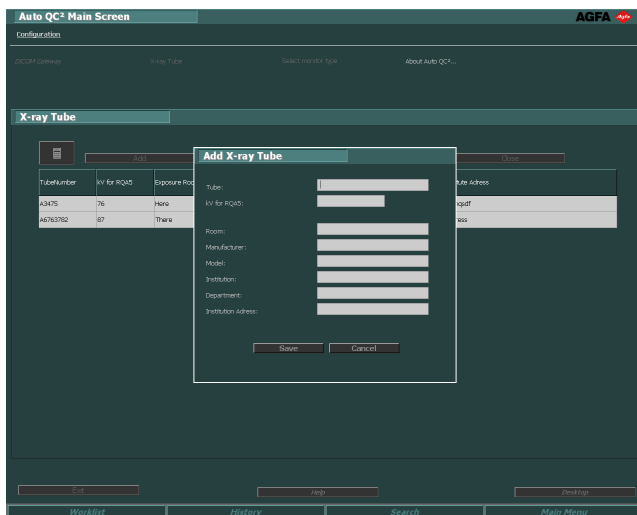 Auto QC² Main Screen
AGFA
Agfa
Configuration
DICOM Gateway X-ray Tube Select monitor type About Auto QC²...
X-ray Tube
Add Close
Add X-ray Tube
TubeNumber kV for RQA5 Exposure Roo tute Adress
A3475 76 Here nqsdf
A6763782 87 There ress
Tube:
kV for RQA5:
Room:
Manufacturer:
Model:
Institution:
Department:
Institution Adress:
Save Cancel
Exit Help Desktop
Worklist History Search Main Menu